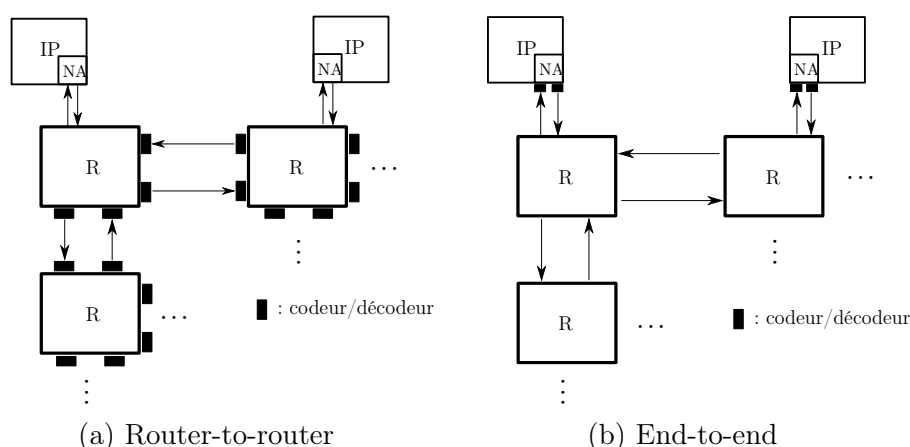 IP
NA
IP
NA
R
R
...
R
...
: codeur/décodeur
(a) Router-to-router
IP
NA
IP
NA
R
R
...
R
...
: codeur/décodeur
(b) End-to-end